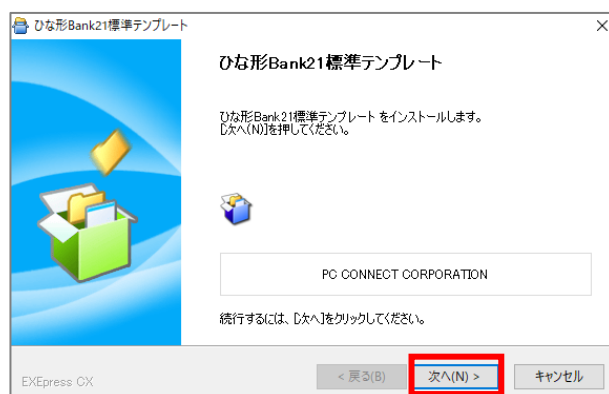 ひな形Bank21標準テンプレート
ひな形Bank21標準テンプレート
ひな形Bank21標準テンプレート をインストールします。
[次へ(N)]を押してください。
PC CONNECT CORPORATION
続行するには、[次へ]をクリックしてください。
EXEpress CX
< 戻る(B)
次へ(N) >
キャンセル